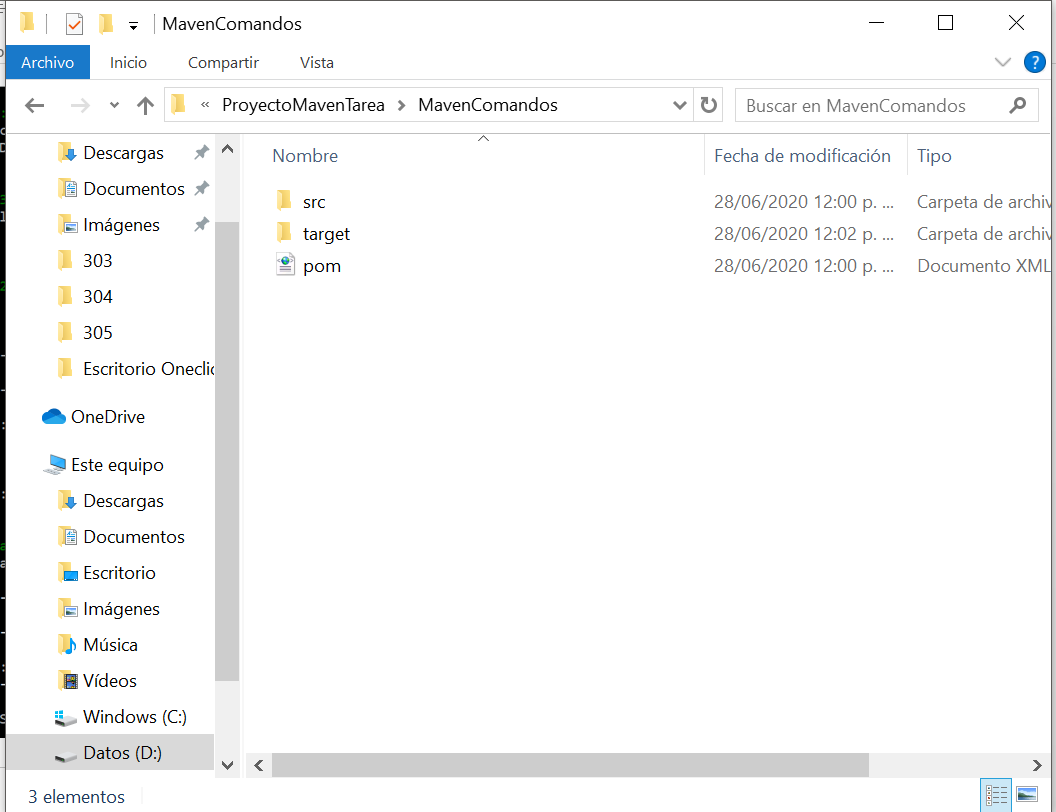 MavenComandos
Archivo Inicio Compartir Vista ?
« ProyectoMavenTarea > MavenComandos Buscar en MavenComandos
Descargas
Documentos
Imágenes
303
304
305
Escritorio Oneclic
OneDrive
Este equipo
Descargas
Documentos
Escritorio
Imágenes
Música
Vídeos
Windows (C:)
Datos (D:)
Nombre Fecha de modificación Tipo
src 28/06/2020 12:00 p. ... Carpeta de archiv
target 28/06/2020 12:02 p. ... Carpeta de archiv
pom 28/06/2020 12:00 p. ... Documento XML
3 elementos